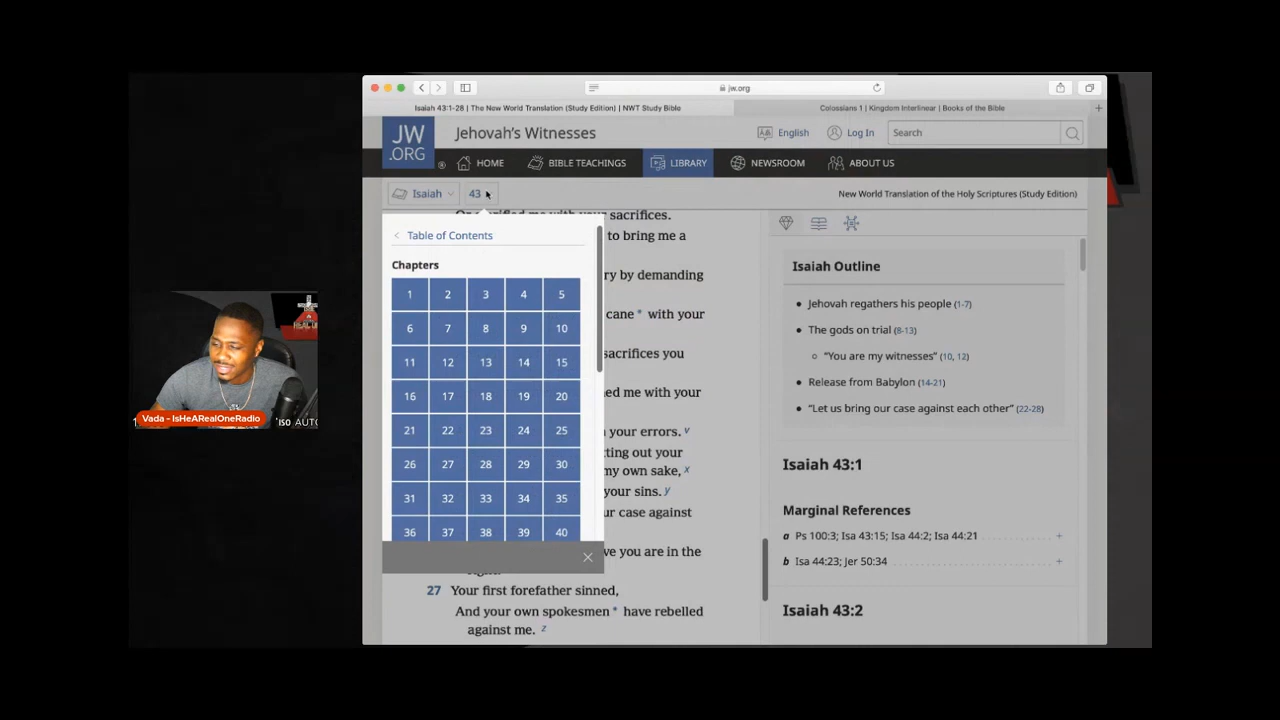 jw.org
Isaiah 43:1-28 | The New World Translation (Study Edition) | NWT Study Bible
Colossians 1 | Kingdom Interlinear | Books of the Bible
JW
.ORG
®
Jehovah's Witnesses
English
Log In
Search
HOME
BIBLE TEACHINGS
LIBRARY
NEWSROOM
ABOUT US
Isaiah
43
New World Translation of the Holy Scriptures (Study Edition)
me with your sacrifices.
to bring me a
ry by demanding
cane * with your
sacrifices you
ed me with your
your errors. v
tting out your
my own sake, x
your sins. y
ur case against
ve you are in the
27 Your first forefather sinned,
And your own spokesmen * have rebelled
against me. z
Table of Contents
Chapters
1 2 3 4 5
6 7 8 9 10
11 12 13 14 15
16 17 18 19 20
21 22 23 24 25
26 27 28 29 30
31 32 33 34 35
36 37 38 39 40
Isaiah Outline
Jehovah regathers his people (1-7)
The gods on trial (8-13)
"You are my witnesses" (10, 12)
Release from Babylon (14-21)
"Let us bring our case against each other" (22-28)
Isaiah 43:1
Marginal References
a Ps 100:3; Isa 43:15; Isa 44:2; Isa 44:21
b Isa 44:23; Jer 50:34
Isaiah 43:2
Vada - IsHeARealOneRadio